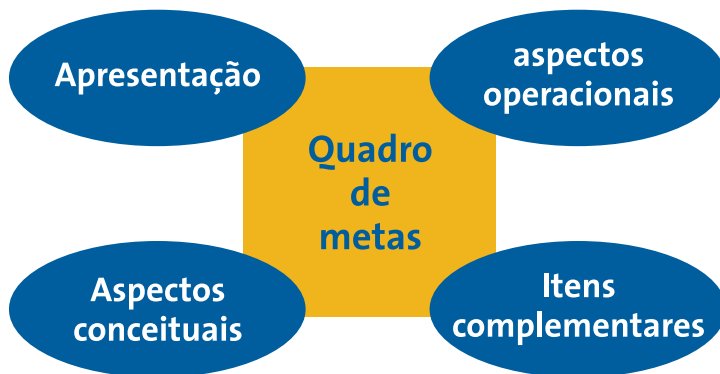 Apresentação
aspectos
operacionais
Quadro
de
metas
Aspectos
conceituais
Itens
complementares